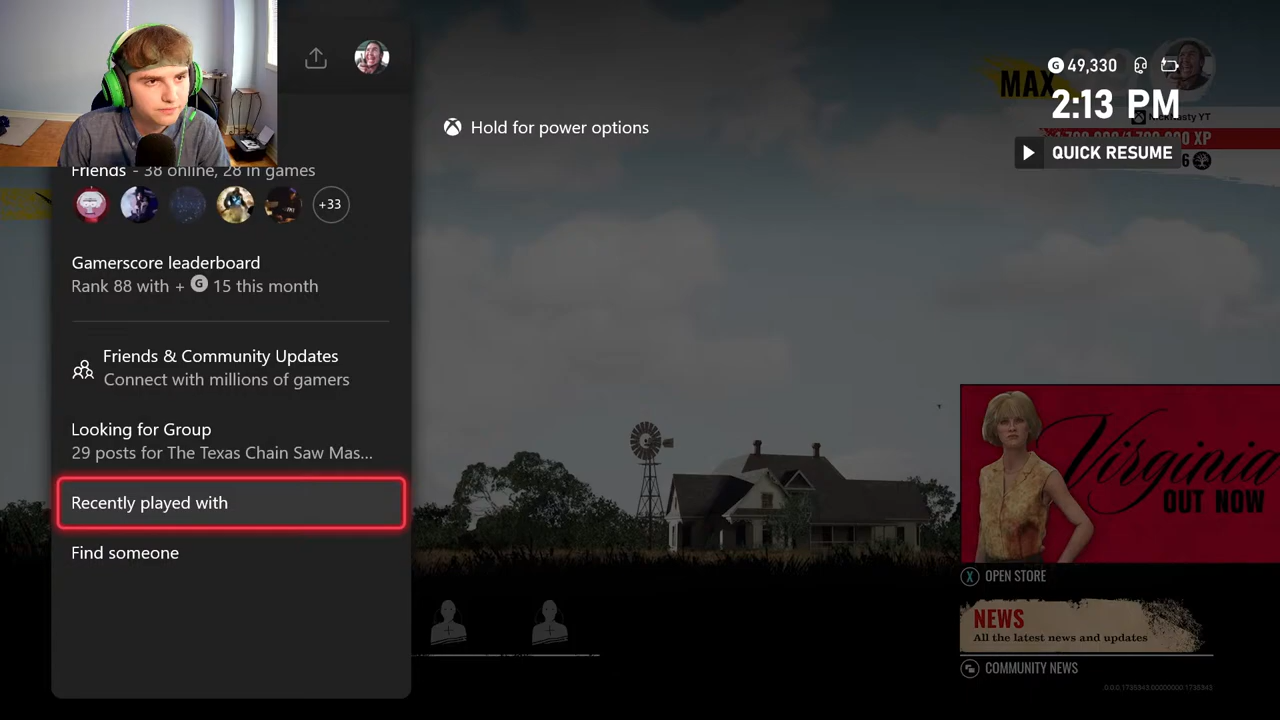 Hold for power options
G 49,330
2:13 PM
QUICK RESUME
MAX
Friends - 38 online, 28 in games
+33
Gamerscore leaderboard
Rank 88 with + G 15 this month
Friends & Community Updates
Connect with millions of gamers
Looking for Group
29 posts for The Texas Chain Saw Mas...
Recently played with
Find someone
Virginia
OUT NOW
X OPEN STORE
NEWS
All the latest news and updates
COMMUNITY NEWS